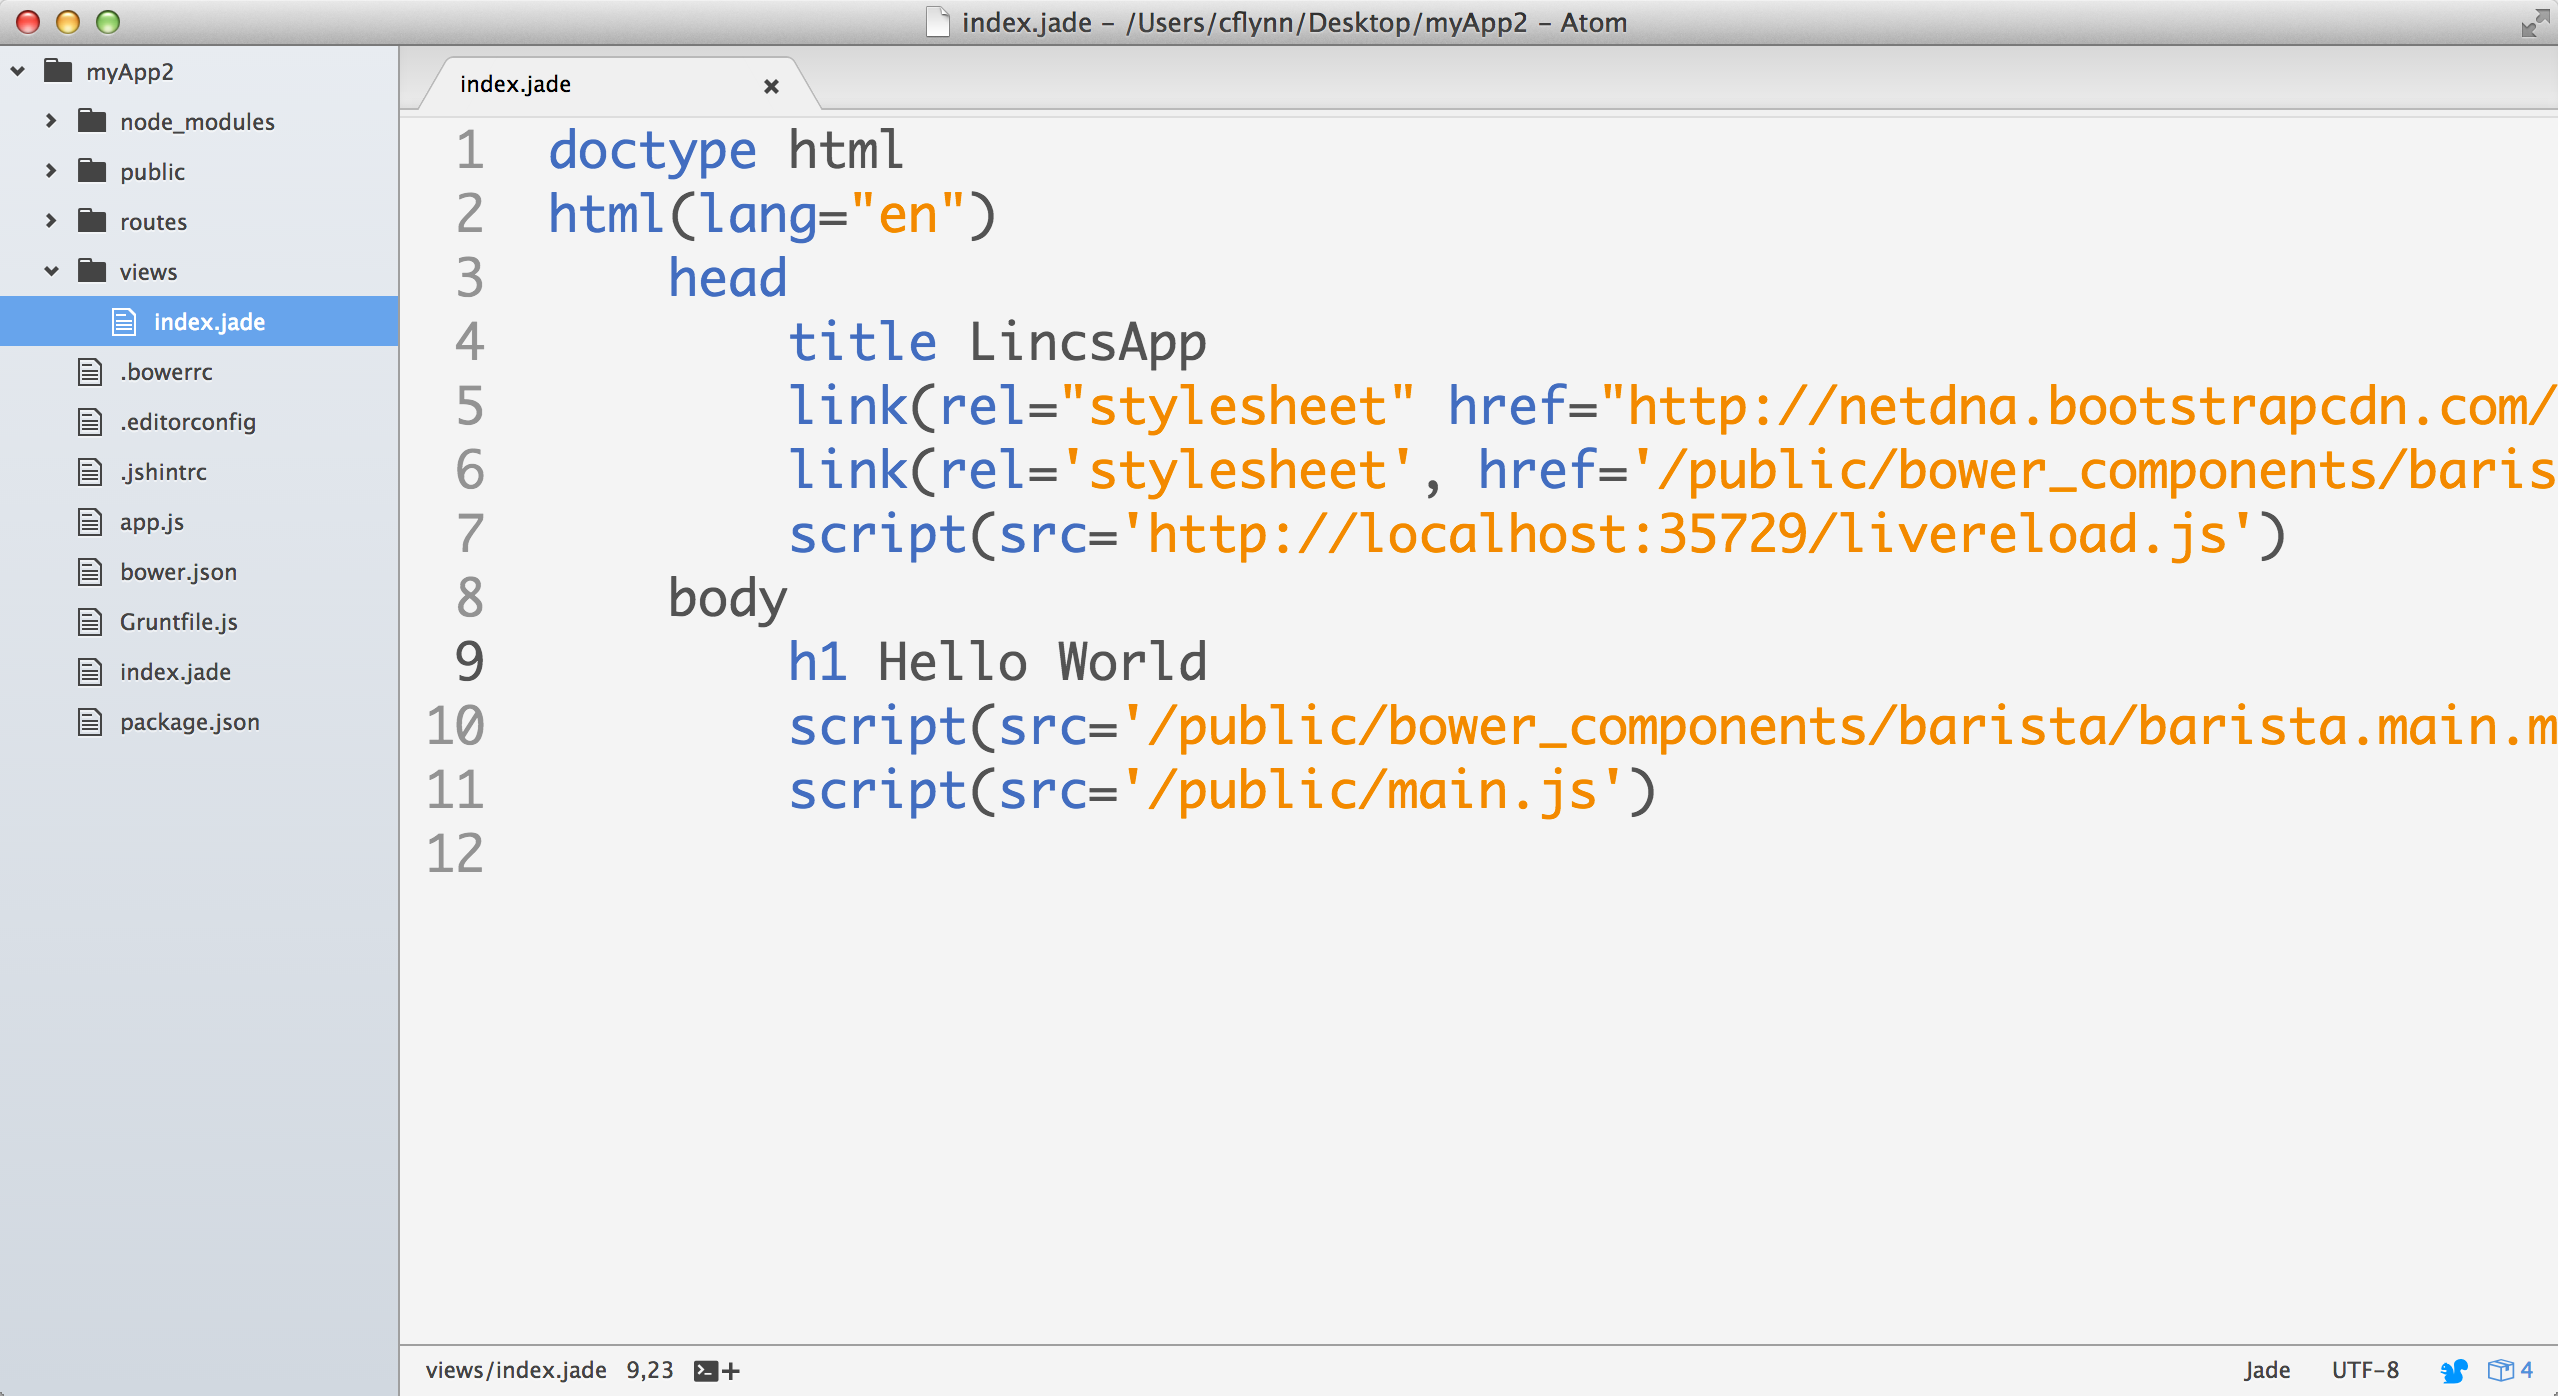 index.jade – /Users/cflynn/Desktop/myApp2 – Atom
myApp2
node_modules
public
routes
views
index.jade
.bowerrc
.editorconfig
.jshintrc
app.js
bower.json
Gruntfile.js
index.jade
package.json
index.jade
1 doctype html
2 html(lang="en")
3 head
4 title LincsApp
5 link(rel="stylesheet" href="http://netdna.bootstrapcdn.com/
6 link(rel='stylesheet', href='/public/bower_components/baris
7 script(src='http://localhost:35729/livereload.js')
8 body
9 h1 Hello World
10 script(src='/public/bower_components/barista/barista.main.m
11 script(src='/public/main.js')
12
views/index.jade 9,23
Jade UTF-8 4